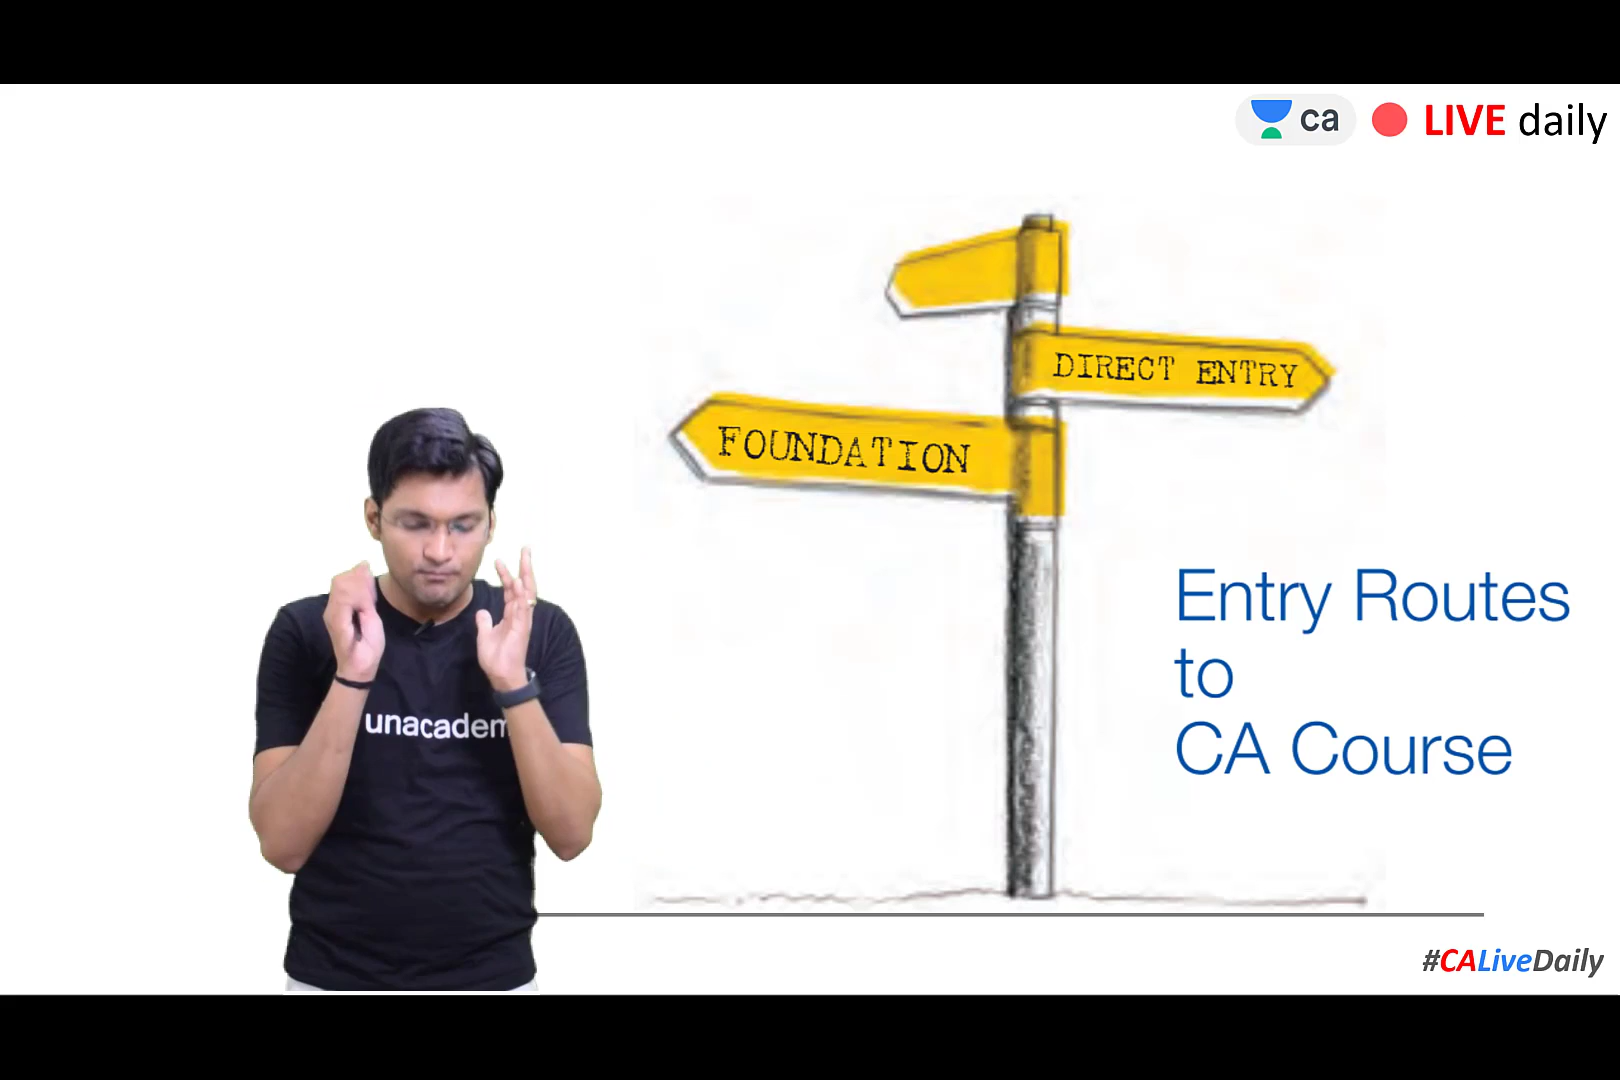 ca LIVE daily
DIRECT ENTRY
FOUNDATION
Entry Routes
to
CA Course
unacadem
#CALiveDaily